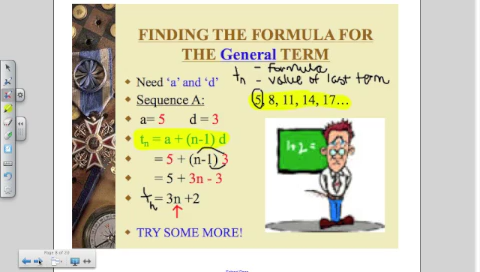 FINDING THE FORMULA FOR
THE General TERM
tn - formula
- value of last term
Need 'a' and 'd'
Sequence A: 5, 8, 11, 14, 17…
a= 5 d = 3
tn = a + (n-1) d
= 5 + (n-1) 3
= 5 + 3n - 3
tn = 3n +2
TRY SOME MORE!
1+2=